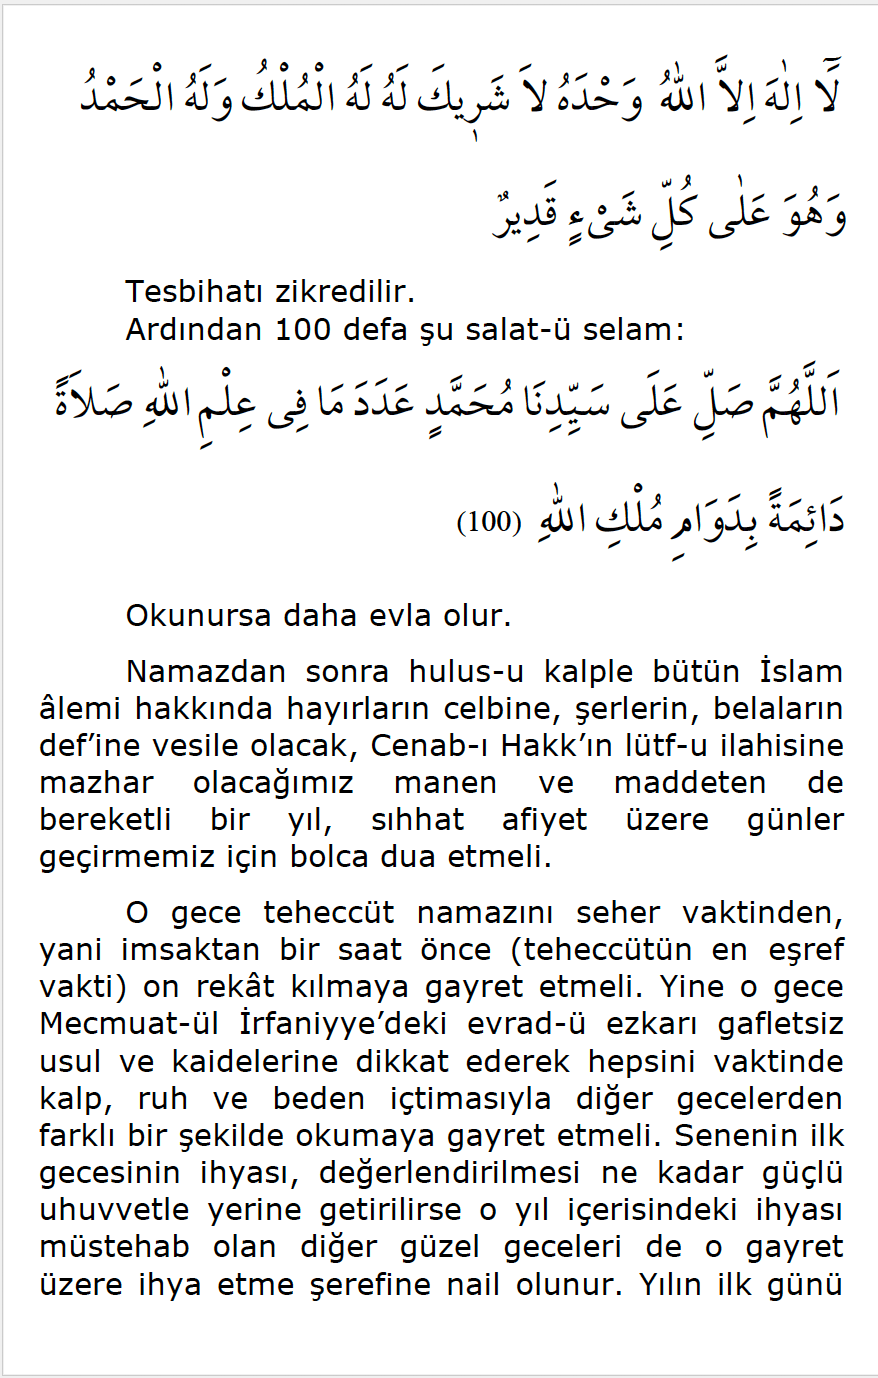 لَٓا اِلٰهَ اِلاَّ اللّٰهُ وَحْدَهُ لاَ شَرٖيكَ لَهُ لَهُ الْمُلْكُ وَلَهُ الْحَمْدُ
وَهُوَ عَلٰى كُلِّ شَىْءٍ قَدِيرٌ
Tesbihatı zikredilir.
Ardından 100 defa şu salat-ü selam:
اَللَّهُمَّ صَلِّ عَلَى سَيِّدِنَا مُحَمَّدٍ عَدَدَ مَا فِى عِلْمِ اللّٰهِ صَلاَةً
دَائِمَةً بِدَوَامِ مُلْكِ اللّٰهِ (100)
Okunursa daha evla olur.
Namazdan sonra hulus-u kalple bütün İslam
âlemi hakkında hayırların celbine, şerlerin, belaların
def’ine vesile olacak, Cenab-ı Hakk’ın lütf-u ilahisine
mazhar olacağımız manen ve maddeten de
bereketli bir yıl, sıhhat afiyet üzere günler
geçirmemiz için bolca dua etmeli.
O gece teheccüt namazını seher vaktinden,
yani imsaktan bir saat önce (teheccütün en eşref
vakti) on rekât kılmaya gayret etmeli. Yine o gece
Mecmuat-ül İrfaniyye’deki evrad-ü ezkarı gafletsiz
usul ve kaidelerine dikkat ederek hepsini vaktinde
kalp, ruh ve beden içtimasıyla diğer gecelerden
farklı bir şekilde okumaya gayret etmeli. Senenin ilk
gecesinin ihyası, değerlendirilmesi ne kadar güçlü
uhuvvetle yerine getirilirse o yıl içerisindeki ihyası
müstehab olan diğer güzel geceleri de o gayret
üzere ihya etme şerefine nail olunur. Yılın ilk günü